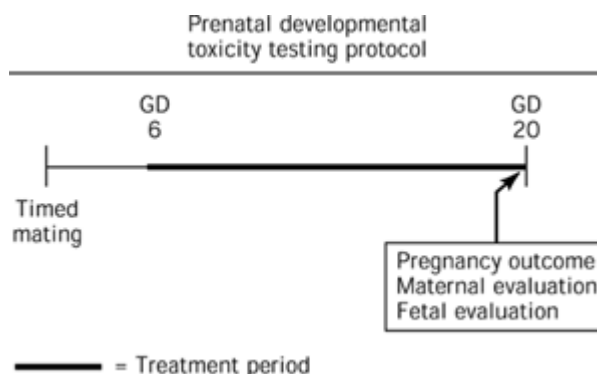 Prenatal developmental
toxicity testing protocol
GD
6
GD
20
Timed
mating
Pregnancy outcome
Maternal evaluation
Fetal evaluation
= Treatment period